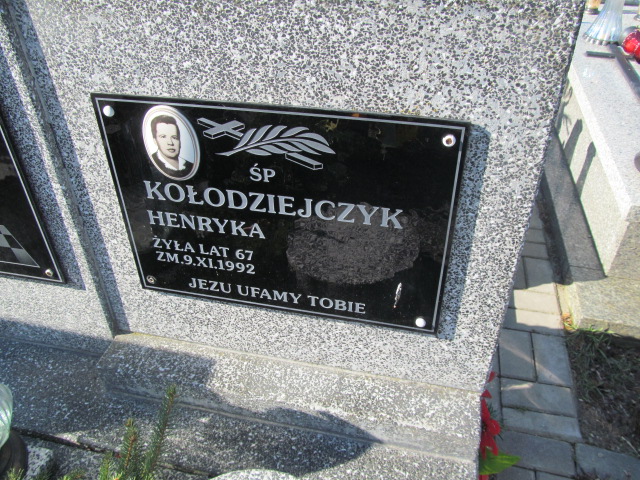 ŚP
KOŁODZIEJCZYK
HENRYKA
ŻYŁA LAT 67
ZM.9.XI.1992
JEZU UFAMY TOBIE